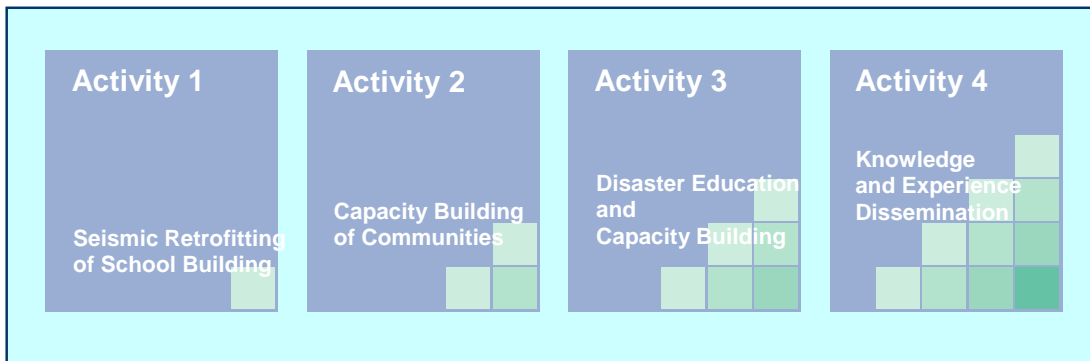 Activity 1
Seismic Retrofitting
of School Building
Activity 2
Capacity Building
of Communities
Activity 3
Disaster Education
and
Capacity Building
Activity 4
Knowledge
and Experience
Dissemination